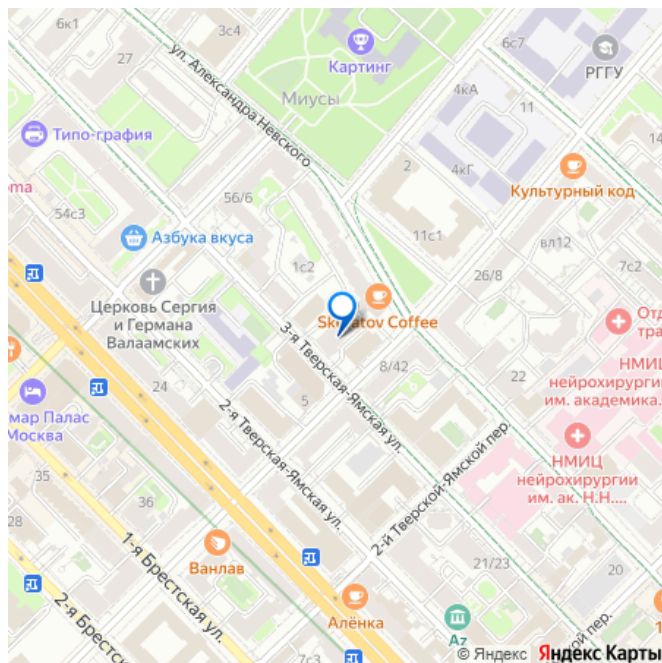 6к1
3с4
27
Картинг
6с7
РГГУ
ул. Александра Невского
Миусы
4кА
11
Типо-графия
2
14
4кГ
Культурный код
56/6
54с3
Азбука вкуса
11с1
вл12
1с2
7с2
26/8
Церковь Сергия
и Германа
Валаамских
Coffee
3-я Тверская-Ямская ул.
8/42
22
НМИЦ
нейрохирургии
им. академика...
24
5
мар Палас
Москва
2-я Тверская-Ямская ул.
НМИЦ
нейрохирургии
им. ак. Н.Н....
2-й Тверской-Ямской пер.
35
36
28
1-я Брестская ул.
Ванлав
21/23
20
2-я Брестск
Алёнка
Az
7с3
пер.
© Яндекс Яндекс Карты